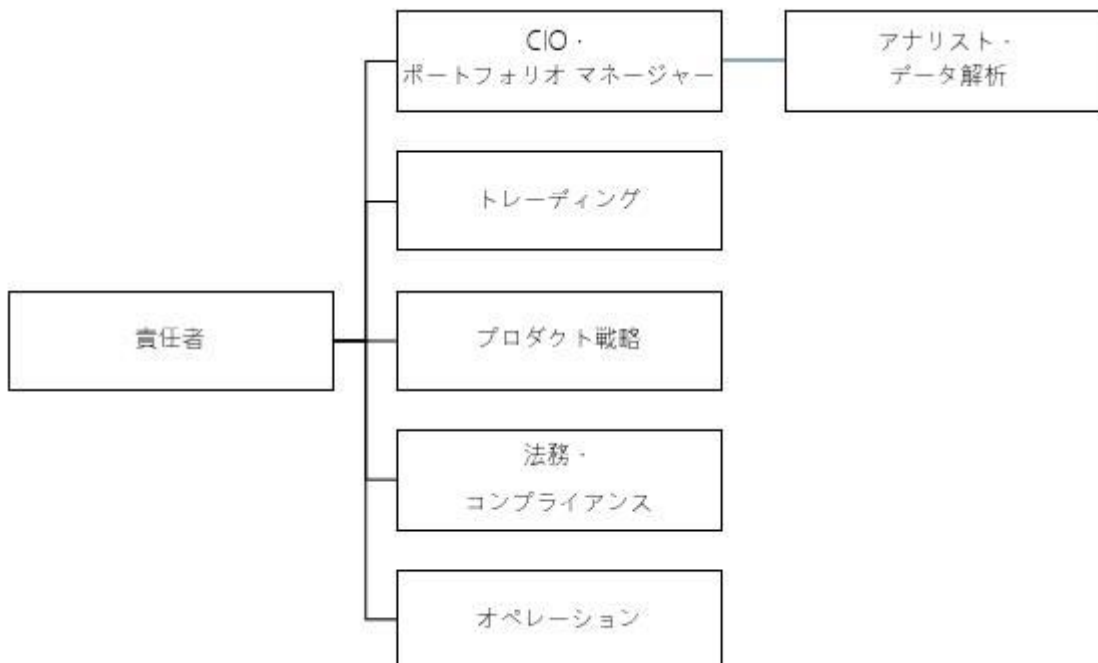 CIO・
ポートフォリオ マネージャー
アナリスト・
データ解析
トレーディング
責任者
プロダクト戦略
法務・
コンプライアンス
オペレーション